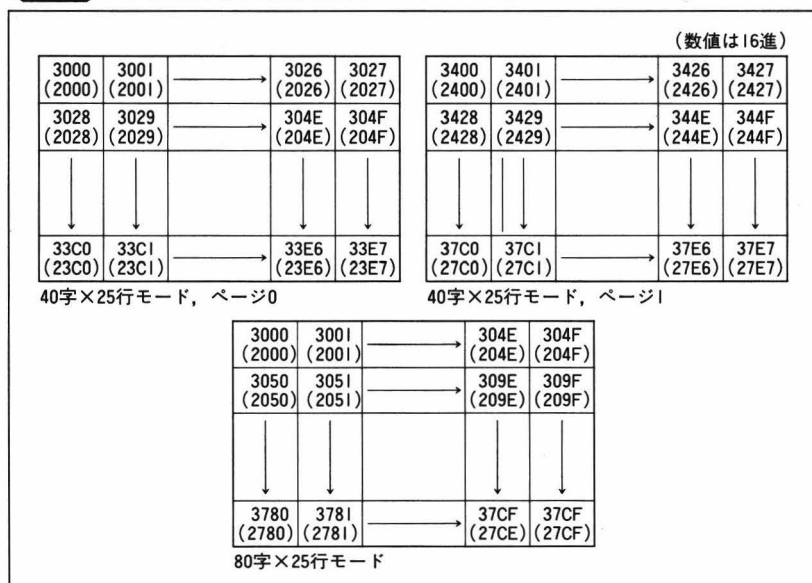 (数値は16進)
3000 3001 3026 3027
(2000) (2001) (2026) (2027)
3028 3029 304E 304F
(2028) (2029) (204E) (204F)
33C0 33C1 33E6 33E7
(23C0) (23C1) (23E6) (23E7)
40字×25行モード，ページ0
3400 3401 3426 3427
(2400) (2401) (2426) (2427)
3428 3429 344E 344F
(2428) (2429) (244E) (244F)
37C0 37C1 37E6 37E7
(27C0) (27C1) (27E6) (27E7)
40字×25行モード，ページ1
3000 3001 304E 304F
(2000) (2001) (204E) (204F)
3050 3051 309E 309F
(2050) (2051) (209E) (209F)
3780 3781 37CF 37CF
(2780) (2781) (27CE) (27CF)
80字×25行モード